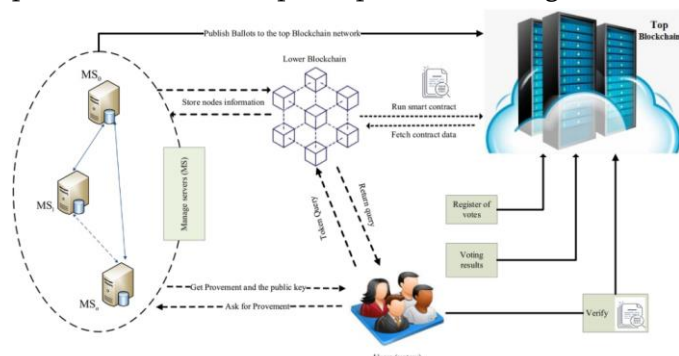 Publish Ballots to the top Blockchain network
Top
Blockchain
Lower Blockchain
MS0
Store nodes information
Run smart contract
Fetch contract data
Manage servers (MS)
MS1
Token Query
Return query
Register of
votes
Voting
results
MSn
Get Provement and the public key
Ask for Provement
Verify